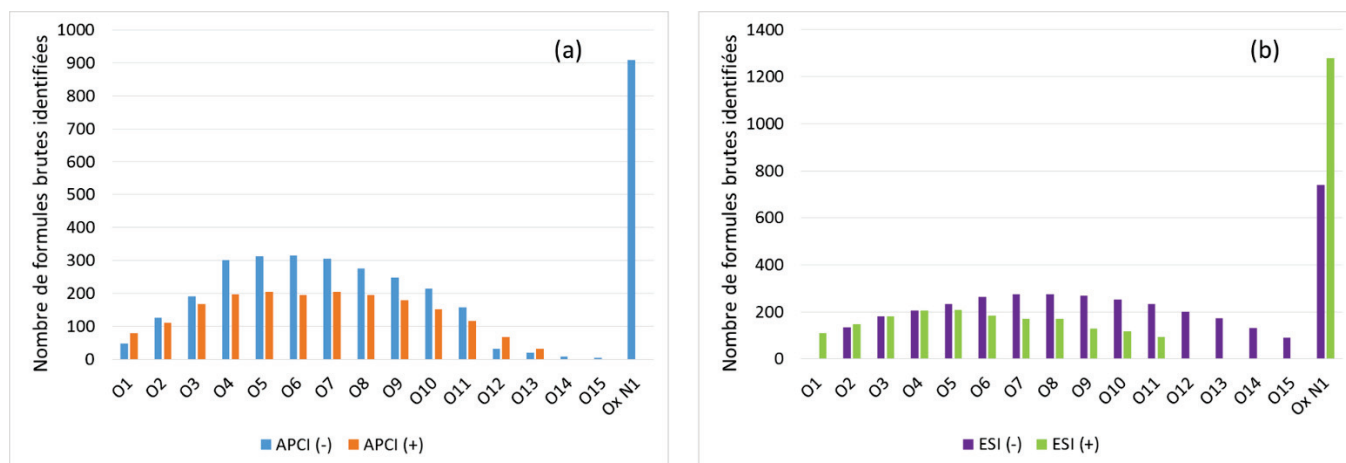 (a)
Nombre de formules brutes identifiées
1000
900
800
700
600
500
400
300
200
100
0
O1 O2 O3 O4 O5 O6 O7 O8 O9 O10 O11 O12 O13 O14 O15 Ox N1
APCI (-) APCI (+)
(b)
Nombre de formules brutes identifiées
1400
1200
1000
800
600
400
200
0
O1 O2 O3 O4 O5 O6 O7 O8 O9 O10 O11 O12 O13 O14 O15 Ox N1
ESI (-) ESI (+)